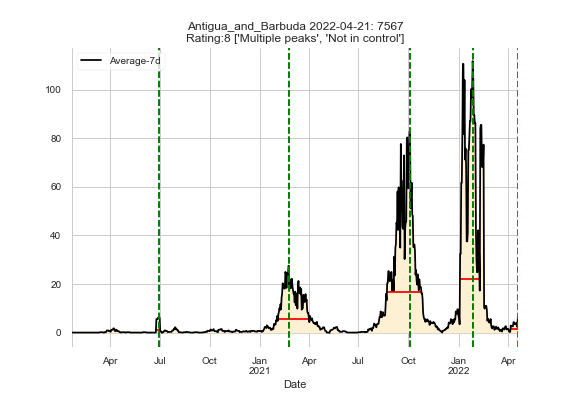 Antigua_and_Barbuda 2022-04-21: 7567
Rating:8 ['Multiple peaks', 'Not in control']
Average-7d
100
80
60
40
20
0
Apr Jul Oct Jan Apr Jul Oct Jan Apr
2021 2022
Date